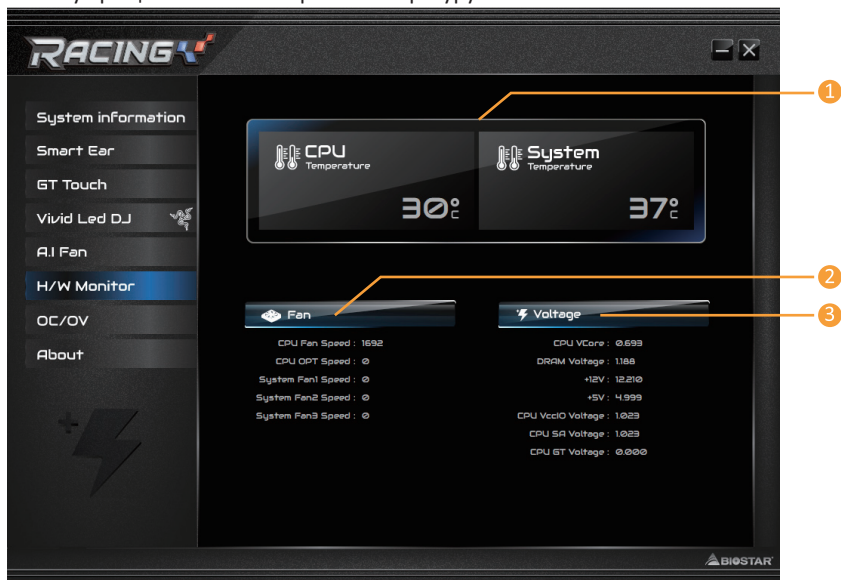 RACING
System information
Smart Ear
GT Touch
Vivid Led DJ
A.I Fan
H/W Monitor
OC/OV
About
CPU
Temperature
30°C
System
Temperature
37°C
1
2
3
Fan
CPU Fan Speed : 1692
CPU OPT Speed : 0
System Fan1 Speed : 0
System Fan2 Speed : 0
System Fan3 Speed : 0
Voltage
CPU VCore : 0.693
DRAM Voltage : 1.188
+12V : 12.210
+5V : 4.999
CPU VccIO Voltage : 1.023
CPU SA Voltage : 1.023
CPU GT Voltage : 0.000
BIOSTAR